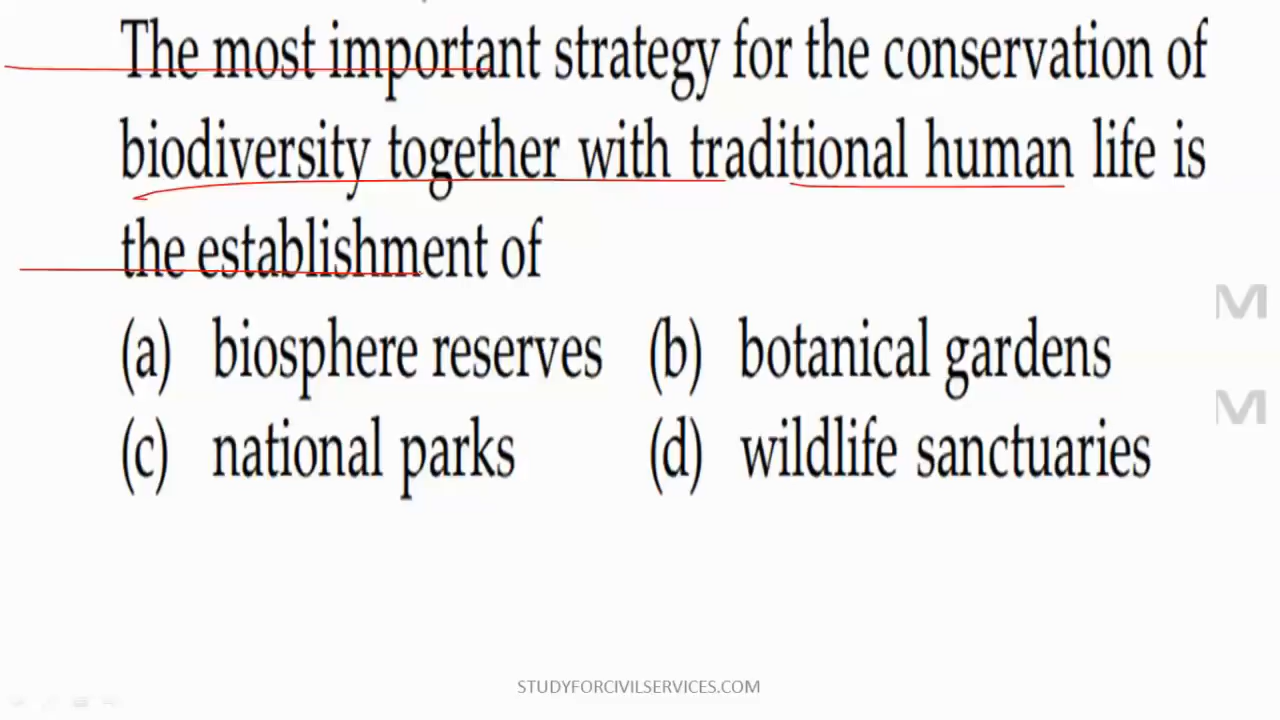 The most important strategy for the conservation of
biodiversity together with traditional human life is
the establishment of
(a) biosphere reserves (b) botanical gardens
(c) national parks (d) wildlife sanctuaries
M
M
STUDYFORCIVILSERVICES.COM